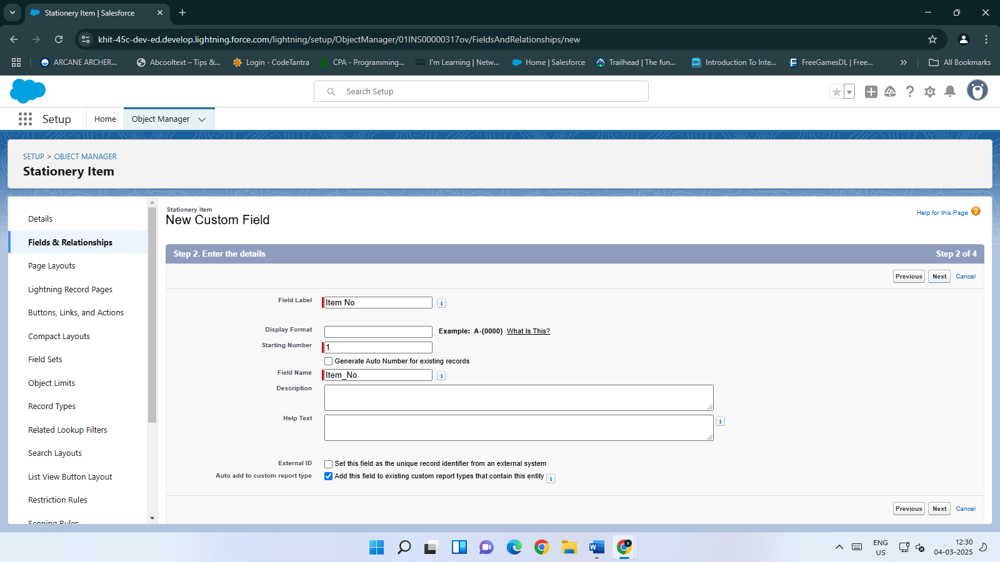 Stationery Item | Salesforce
khit-45c-dev-ed.develop.lightning.force.com/lightning/setup/ObjectManager/01INS00000317ov/FieldsAndRelationships/new
ARCANE ARCHER...
Abcooltext – Tips &...
Login - CodeTantra
CPA - Programming...
I'm Learning | Netw...
Home | Salesforce
Trailhead | The fun...
Introduction To Inte...
FreeGamesDL | Free...
All Bookmarks
Search Setup
Setup
Home
Object Manager
SETUP > OBJECT MANAGER
Stationery Item
Details
Fields & Relationships
Page Layouts
Lightning Record Pages
Buttons, Links, and Actions
Compact Layouts
Field Sets
Object Limits
Record Types
Related Lookup Filters
Search Layouts
List View Button Layout
Restriction Rules
Scoping Rules
Stationery Item
New Custom Field
Help for this Page
Step 2. Enter the details
Step 2 of 4
Previous
Next
Cancel
Field Label
Item No
Display Format
Example: A-{0000} What Is This?
Starting Number
1
Generate Auto Number for existing records
Field Name
Item_No
Description
Help Text
External ID
Set this field as the unique record identifier from an external system
Auto add to custom report type
Add this field to existing custom report types that contain this entity
Previous
Next
Cancel
ENG
US
12:30
04-03-2025